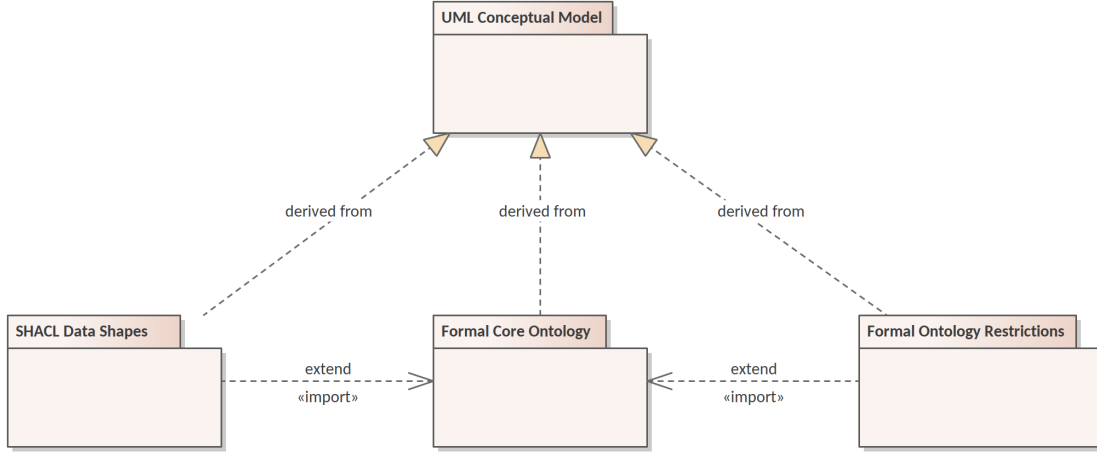 UML Conceptual Model
derived from
derived from
derived from
SHACL Data Shapes
Formal Core Ontology
Formal Ontology Restrictions
extend
«import»
extend
«import»